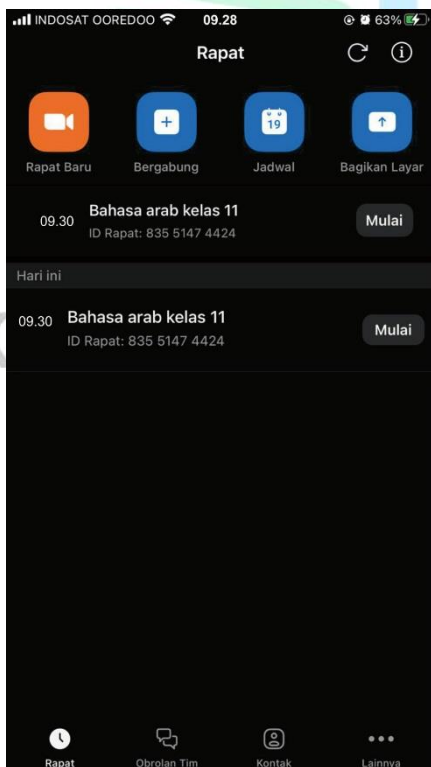 INDOSAT OOREDOO 09.28 63%
Rapat
19
Rapat Baru Bergabung Jadwal Bagikan Layar
09.30 Bahasa arab kelas 11 Mulai
ID Rapat: 835 5147 4424
Hari ini
09.30 Bahasa arab kelas 11 Mulai
ID Rapat: 835 5147 4424
Rapat Obrolan Tim Kontak Lainnya